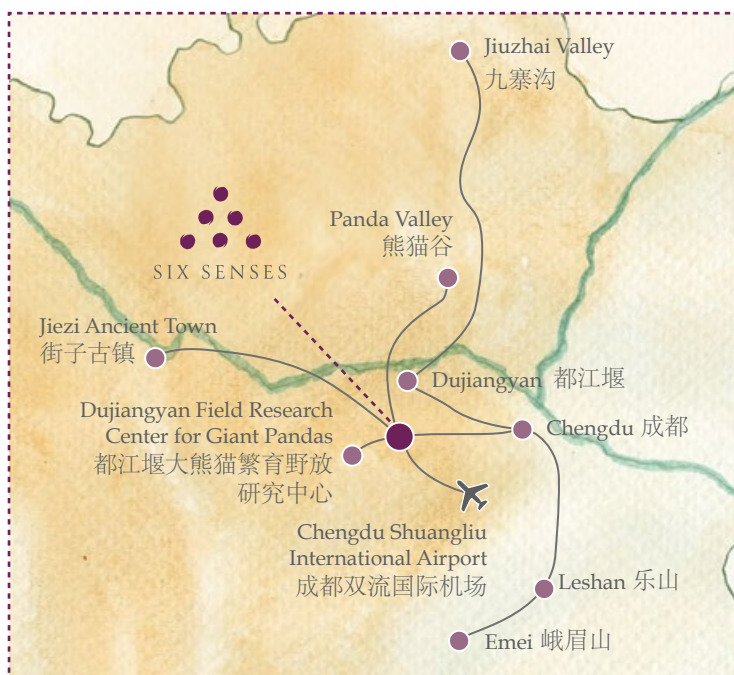 Jiuzhai Valley
九寨沟
Panda Valley
熊猫谷
SIX SENSES
Jiezi Ancient Town
街子古镇
Dujiangyan 都江堰
Dujiangyan Field Research
Center for Giant Pandas
都江堰大熊猫繁育野放
研究中心
Chengdu 成都
Chengdu Shuangliu
International Airport
成都双流国际机场
Leshan 乐山
Emei 峨眉山